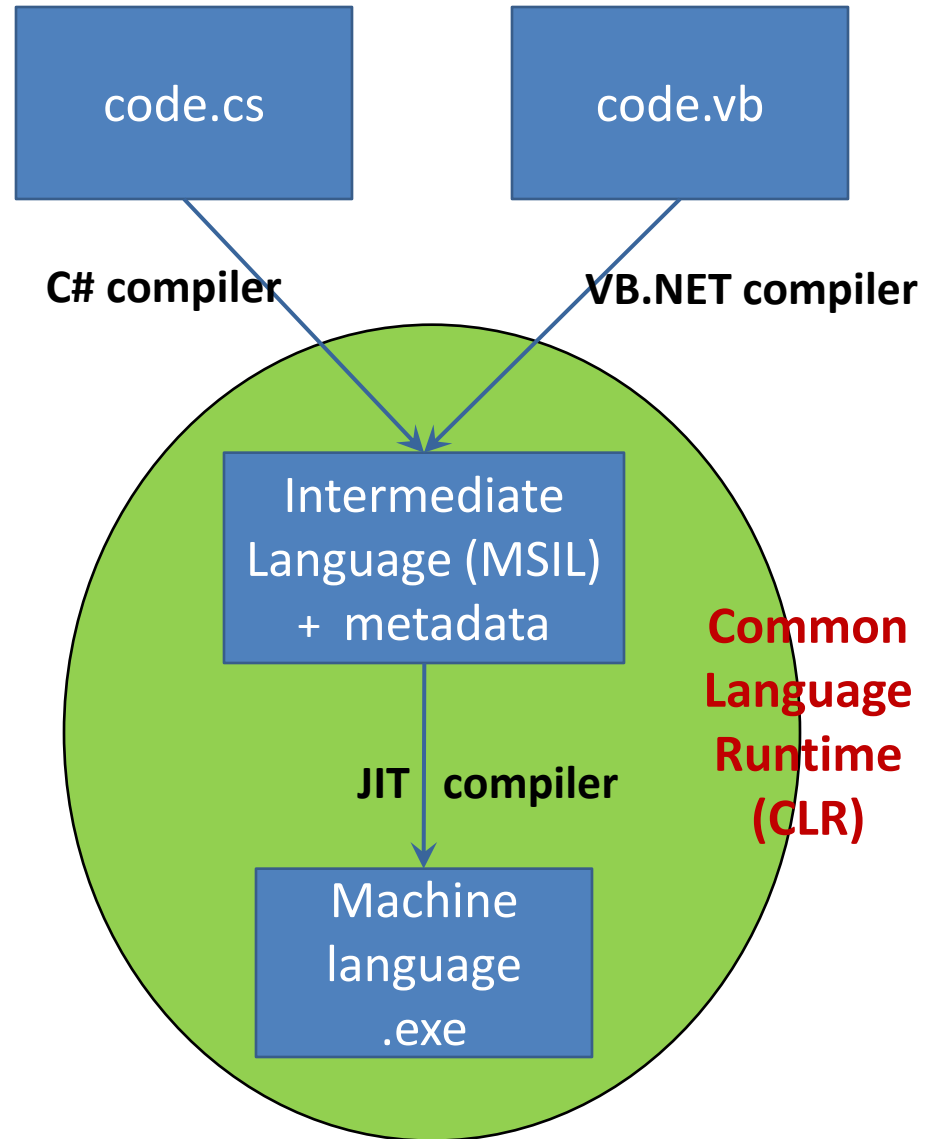 code.cs
code.vb
C# compiler
VB.NET compiler
Intermediate
Language (MSIL)
+ metadata
Common
Language
Runtime
(CLR)
JIT compiler
Machine
language
.exe